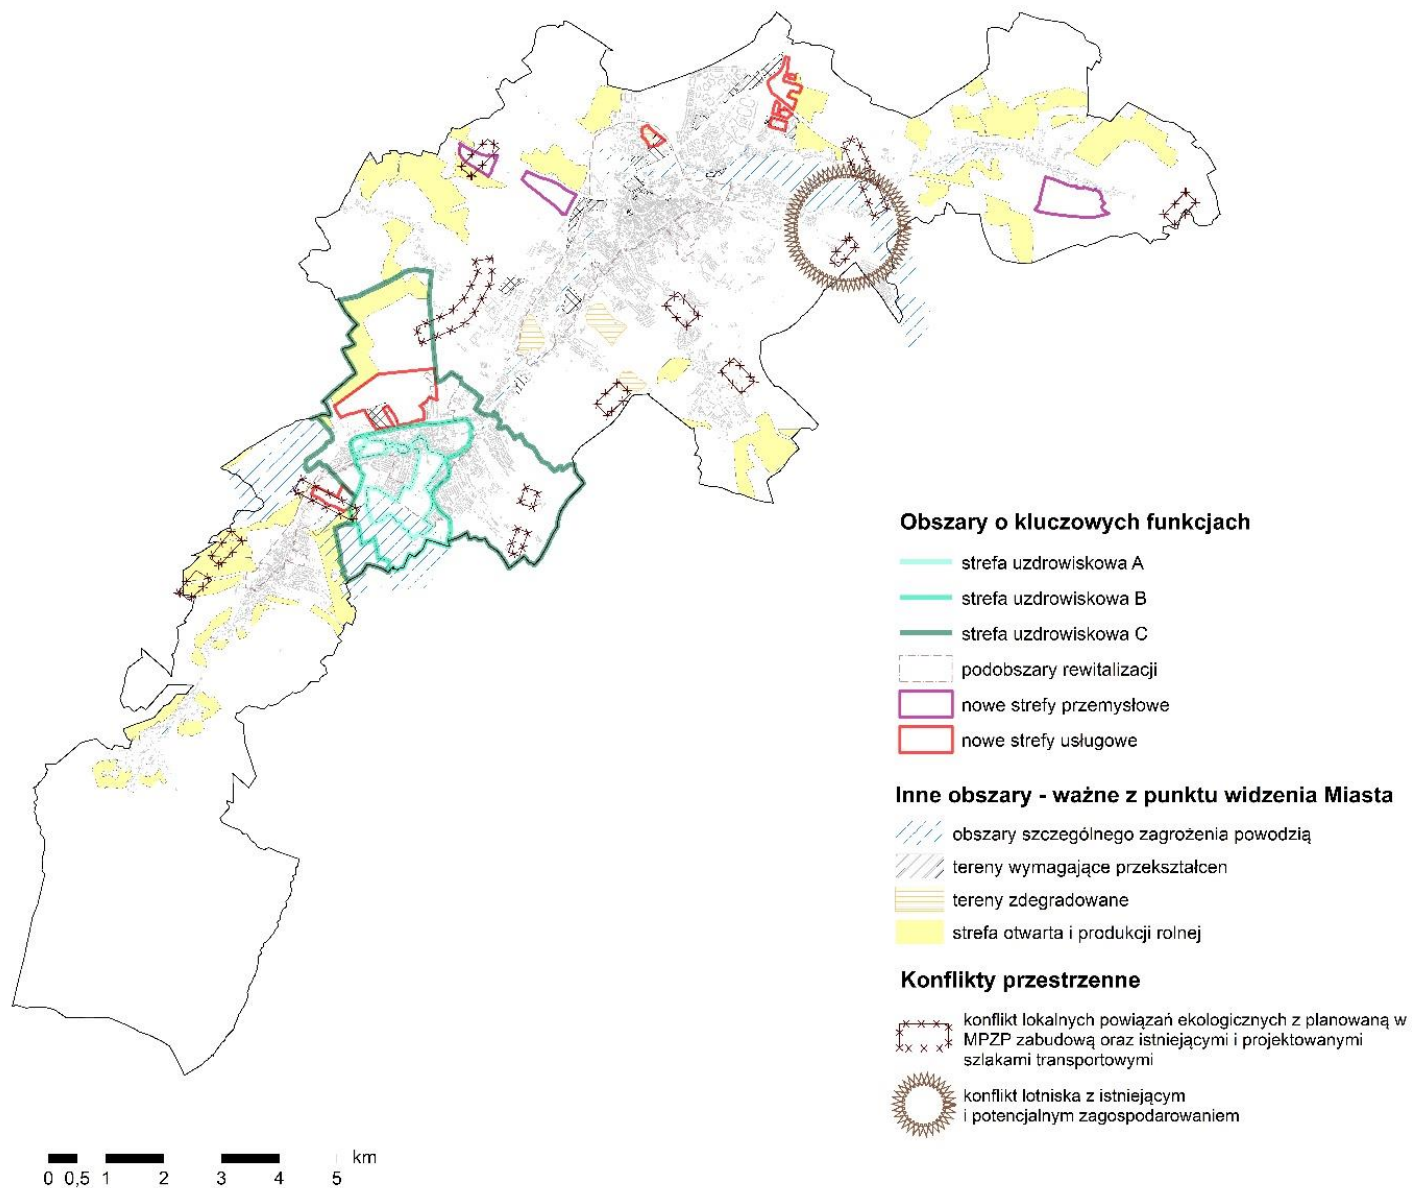 Obszary o kluczowych funkcjach
strefa uzdrowiskowa A
strefa uzdrowiskowa B
strefa uzdrowiskowa C
podobszary rewitalizacji
nowe strefy przemysłowe
nowe strefy usługowe
Inne obszary - ważne z punktu widzenia Miasta
obszary szczególnego zagrożenia powodzią
tereny wymagające przekształcen
tereny zdegradowane
strefa otwarta i produkcji rolnej
Konflikty przestrzenne
konflikt lokalnych powiązań ekologicznych z planowaną w
MPZP zabudową oraz istniejącymi i projektowanymi
szlakami transportowymi
konflikt lotniska z istniejącym
i potencjalnym zagospodarowaniem
km
0 0,5 1 2 3 4 5